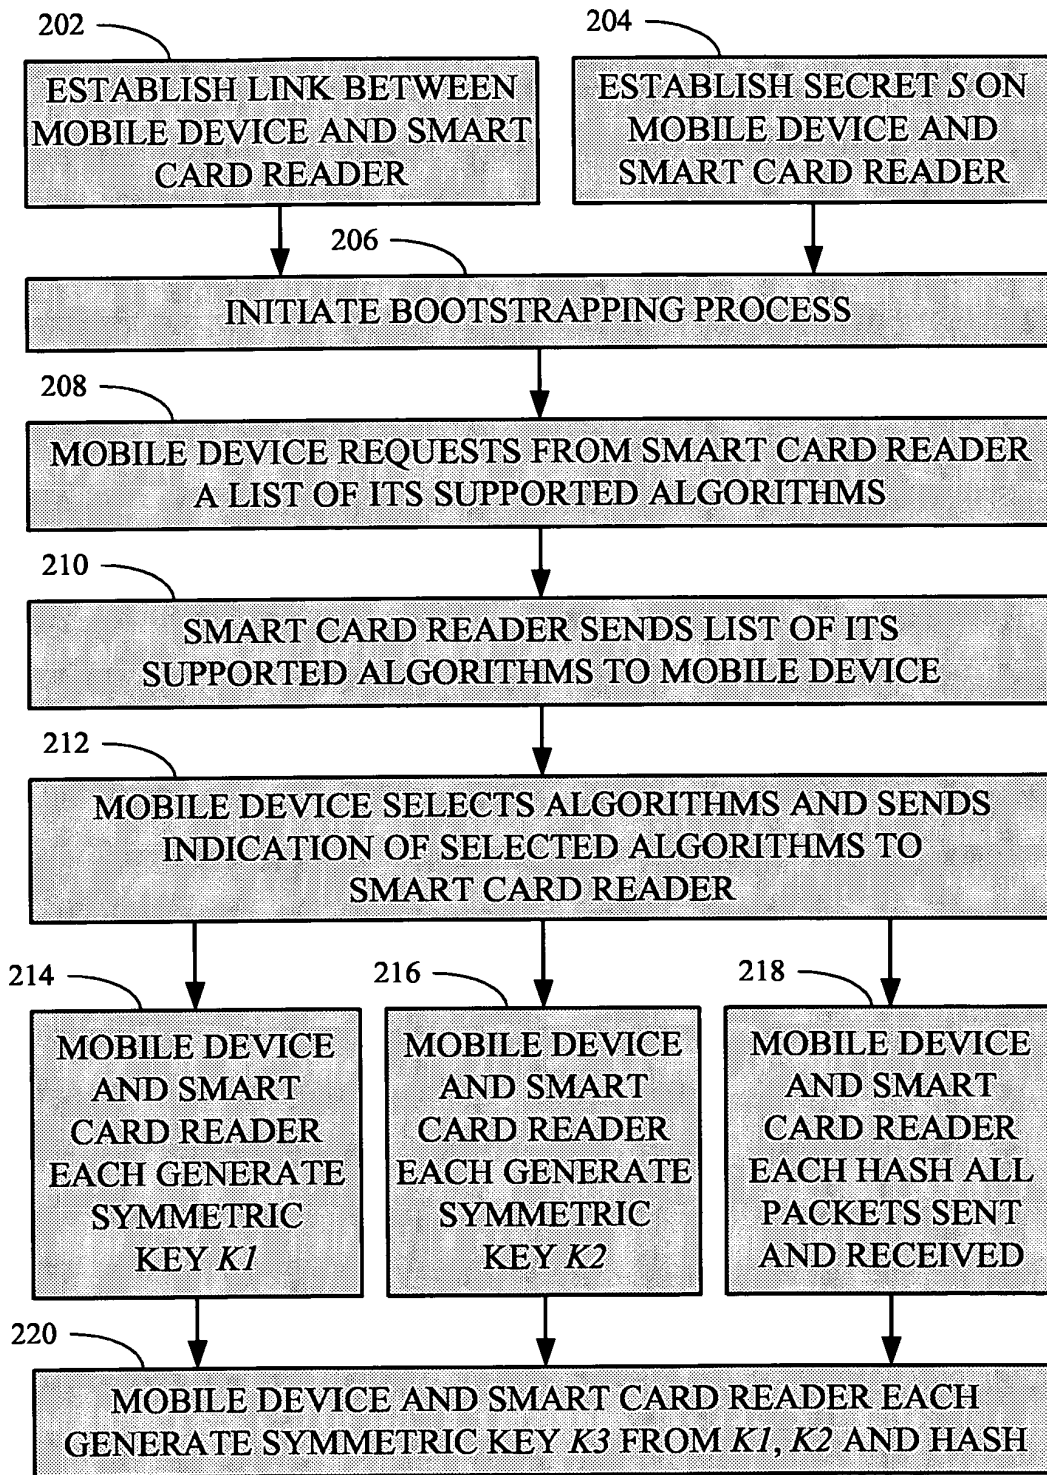 202
204
ESTABLISH LINK BETWEEN
MOBILE DEVICE AND SMART
CARD READER
ESTABLISH SECRET S ON
MOBILE DEVICE AND
SMART CARD READER
206
INITIATE BOOTSTRAPPING PROCESS
208
MOBILE DEVICE REQUESTS FROM SMART CARD READER
A LIST OF ITS SUPPORTED ALGORITHMS
210
SMART CARD READER SENDS LIST OF ITS
SUPPORTED ALGORITHMS TO MOBILE DEVICE
212
MOBILE DEVICE SELECTS ALGORITHMS AND SENDS
INDICATION OF SELECTED ALGORITHMS TO
SMART CARD READER
214
MOBILE DEVICE
AND SMART
CARD READER
EACH GENERATE
SYMMETRIC
KEY K1
216
MOBILE DEVICE
AND SMART
CARD READER
EACH GENERATE
SYMMETRIC
KEY K2
218
MOBILE DEVICE
AND SMART
CARD READER
EACH HASH ALL
PACKETS SENT
AND RECEIVED
220
MOBILE DEVICE AND SMART CARD READER EACH
GENERATE SYMMETRIC KEY K3 FROM K1, K2 AND HASH